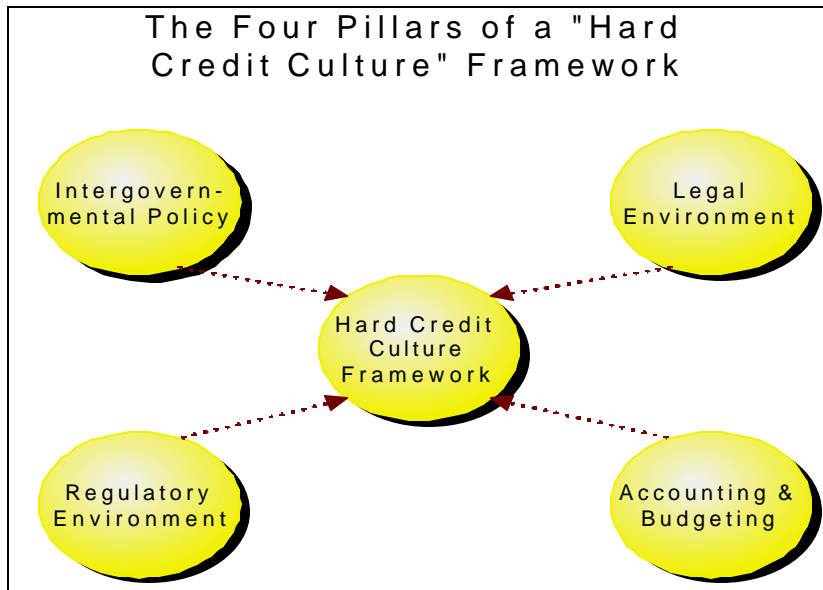 The Four Pillars of a "Hard
Credit Culture" Framework
Intergovern-
mental Policy
Legal
Environment
Hard Credit
Culture
Framework
Regulatory
Environment
Accounting &
Budgeting